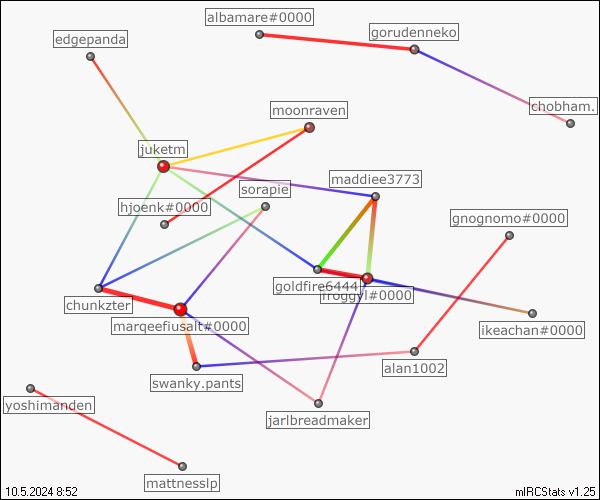 albamare#0000
gorudenneko
edgepanda
chobham.
moonraven
juketm
maddiee3773
sorapie
hjoenk#0000
gnognomo#0000
goldfire6444
froggyl#0000
chunkzter
marqeefiusalt#0000
ikeachan#0000
alan1002
swanky.pants
yoshimanden
jarlbreadmaker
mattnesslp
10.5.2024 8:52
mIRCStats v1.25